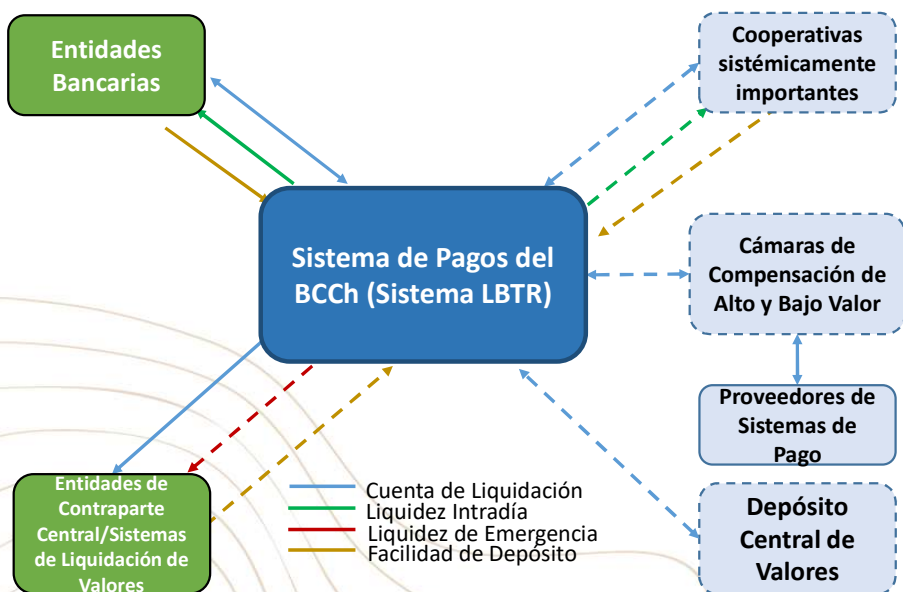 Entidades
Bancarias
Cooperativas
sistémicamente
importantes
Sistema de Pagos del
BCCh (Sistema LBTR)
Cámaras de
Compensación de
Alto y Bajo Valor
Proveedores de
Sistemas de
Pago
Entidades de
Contraparte
Central/Sistemas
de Liquidación de
Valores
Cuenta de Liquidación
Liquidez Intradía
Liquidez de Emergencia
Facilidad de Depósito
Depósito
Central de
Valores